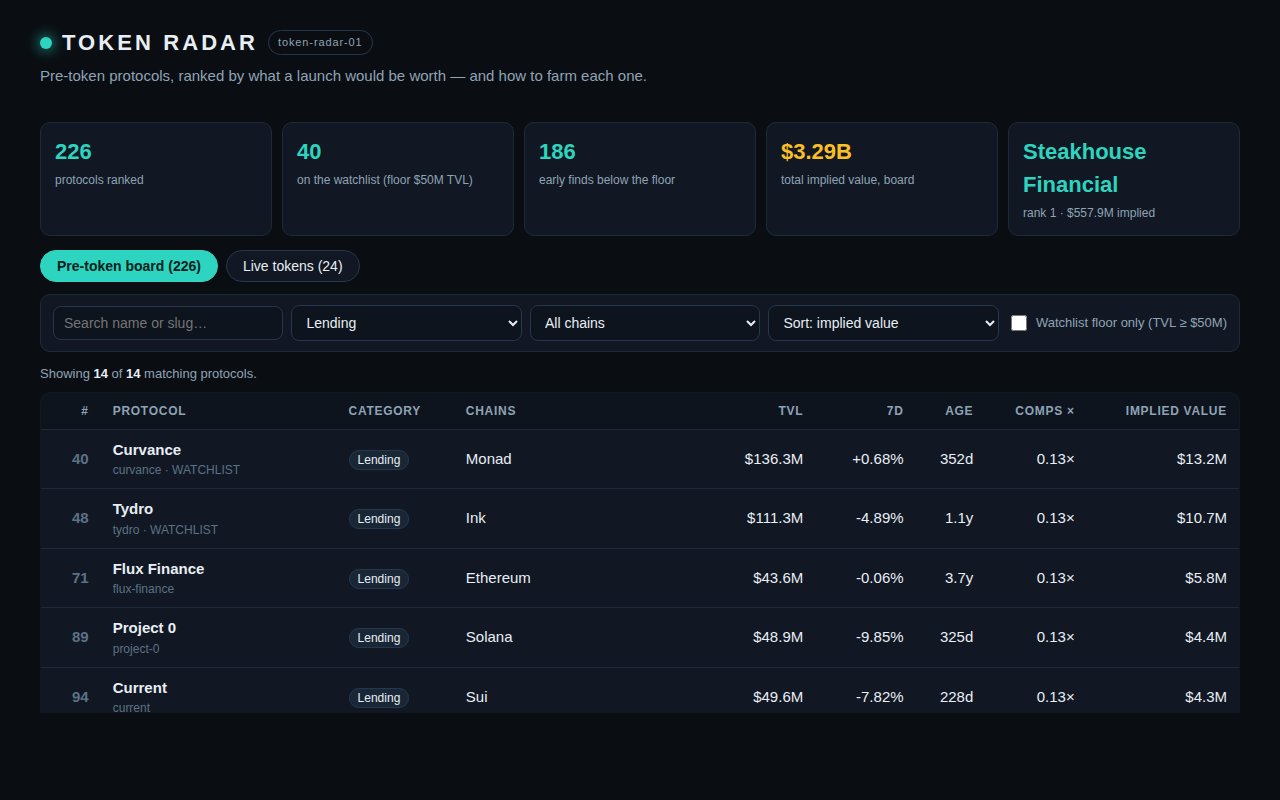 TOKEN RADAR token-radar-01
Pre-token protocols, ranked by what a launch would be worth — and how to farm each one.
226
protocols ranked
40
on the watchlist (floor $50M TVL)
186
early finds below the floor
$3.29B
total implied value, board
Steakhouse
Financial
rank 1 · $557.9M implied
Pre-token board (226) Live tokens (24)
Search name or slug… Lending All chains Sort: implied value Watchlist floor only (TVL ≥ $50M)
Showing 14 of 14 matching protocols.
# PROTOCOL CATEGORY CHAINS TVL 7D AGE COMPS × IMPLIED VALUE
40 Curvance Lending Monad $136.3M +0.68% 352d 0.13× $13.2M
curvance · WATCHLIST
48 Tydro Lending Ink $111.3M -4.89% 1.1y 0.13× $10.7M
tydro · WATCHLIST
71 Flux Finance Lending Ethereum $43.6M -0.06% 3.7y 0.13× $5.8M
flux-finance
89 Project 0 Lending Solana $48.9M -9.85% 325d 0.13× $4.4M
project-0
94 Current Lending Sui $49.6M -7.82% 228d 0.13× $4.3M
current